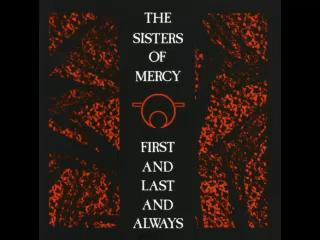 THE
SISTERS
OF
MERCY
FIRST
AND
LAST
AND
ALWAYS